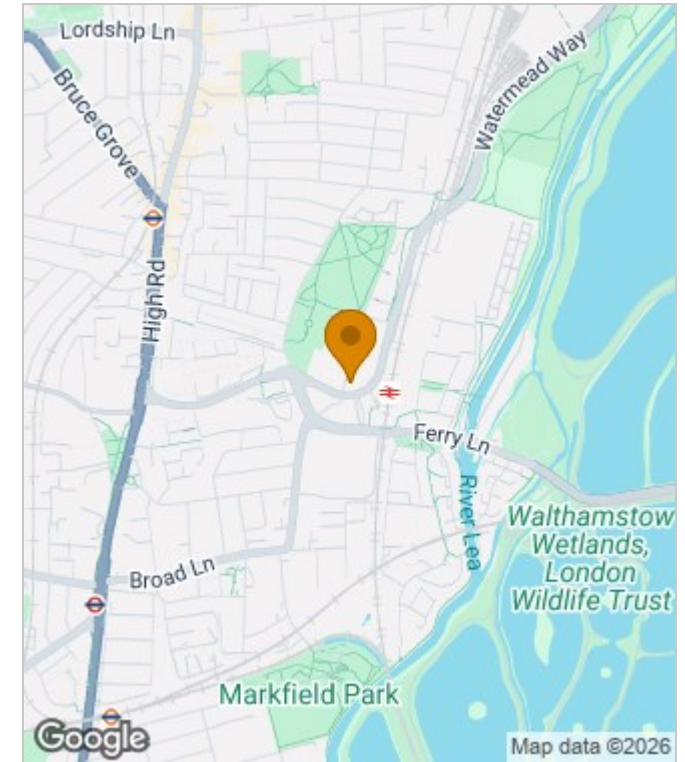 Lordship Ln
Bruce Grove
Watermead Way
High Rd
Ferry Ln
River Lea
Walthamstow
Wetlands,
London
Wildlife Trust
Broad Ln
Markfield Park
Google
Map data ©2026